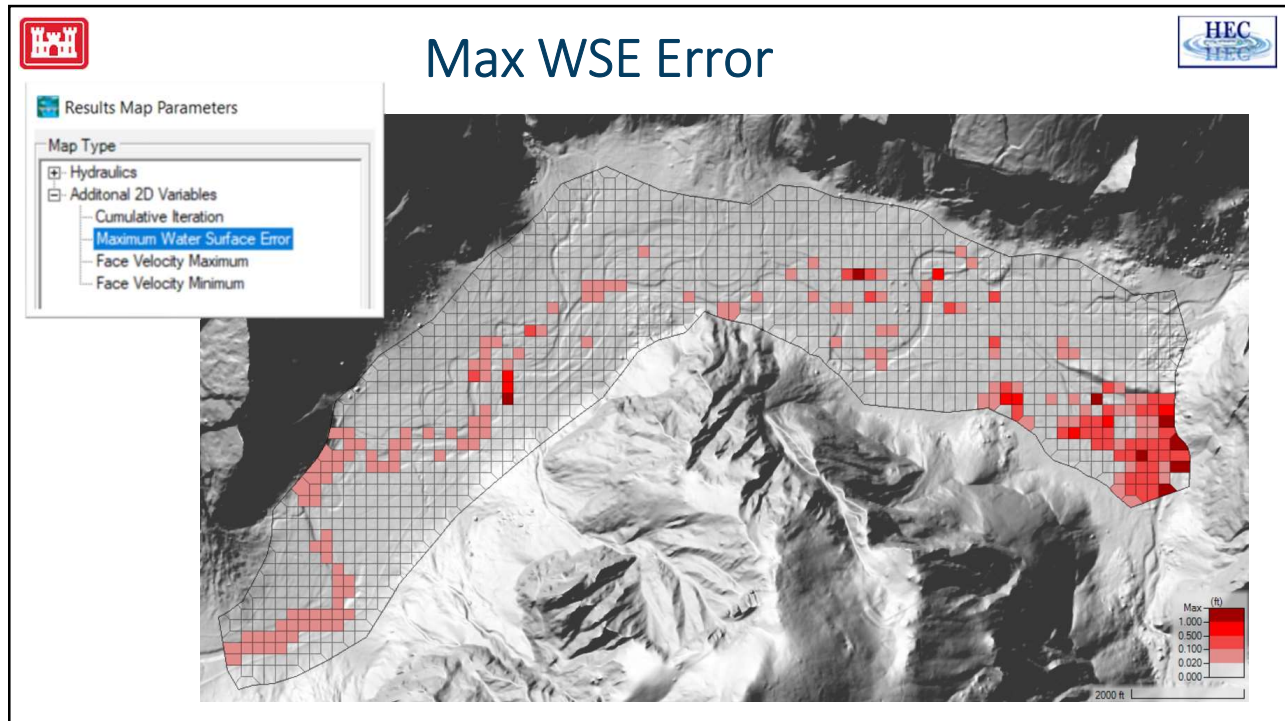 Max WSE Error
HEC
HEC
Results Map Parameters
Map Type
Hydraulics
Additonal 2D Variables
Cumulative Iteration
Maximum Water Surface Error
Face Velocity Maximum
Face Velocity Minimum
(ft)
Max
1.000
0.500
0.100
0.020
0.000
2000 ft